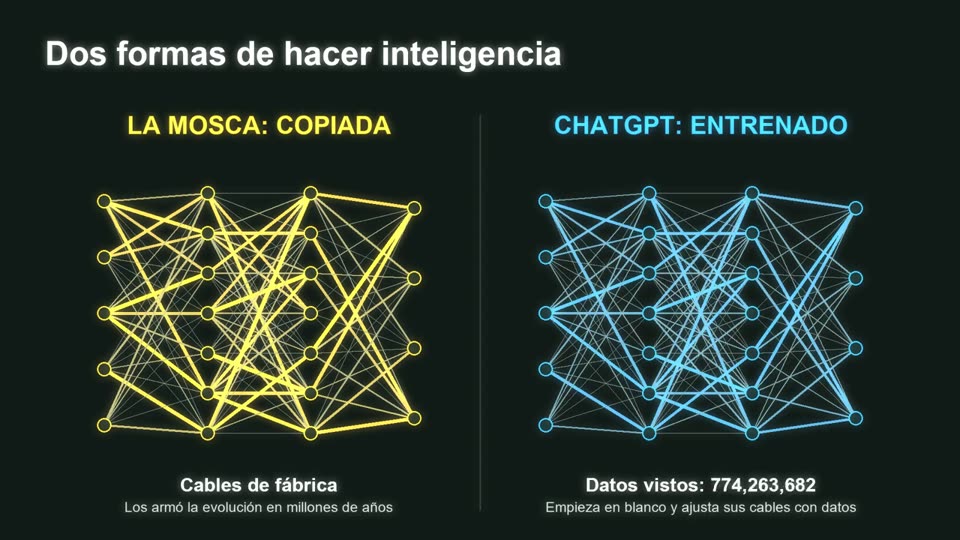 Dos formas de hacer inteligencia
LA MOSCA: COPIADA
CHATGPT: ENTRENADO
Cables de fábrica
Los armó la evolución en millones de años
Datos vistos: 774,263,682
Empieza en blanco y ajusta sus cables con datos